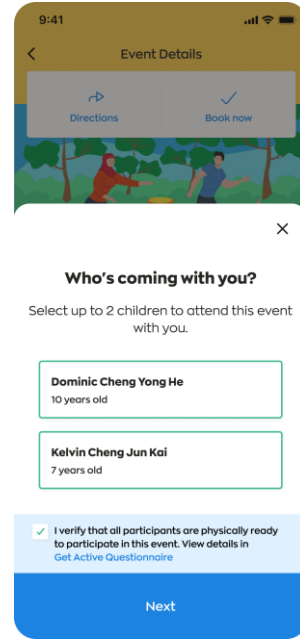 9:41
Event Details
Directions
Book now
Who's coming with you?
Select up to 2 children to attend this event
with you.
Dominic Cheng Yong He
10 years old
Kelvin Cheng Jun Kai
7 years old
I verify that all participants are physically ready
to participate in this event. View details in
Get Active Questionnaire
Next